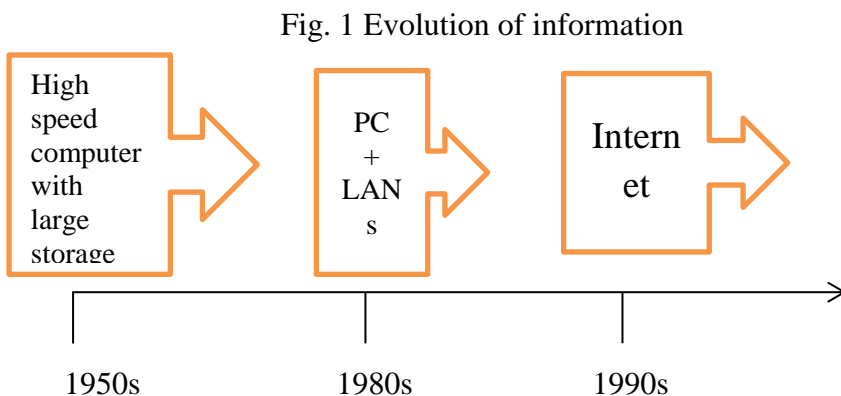 Fig. 1 Evolution of information
High
speed
computer
with
large
storage
PC
+
LAN
s
Intern
et
1950s
1980s
1990s